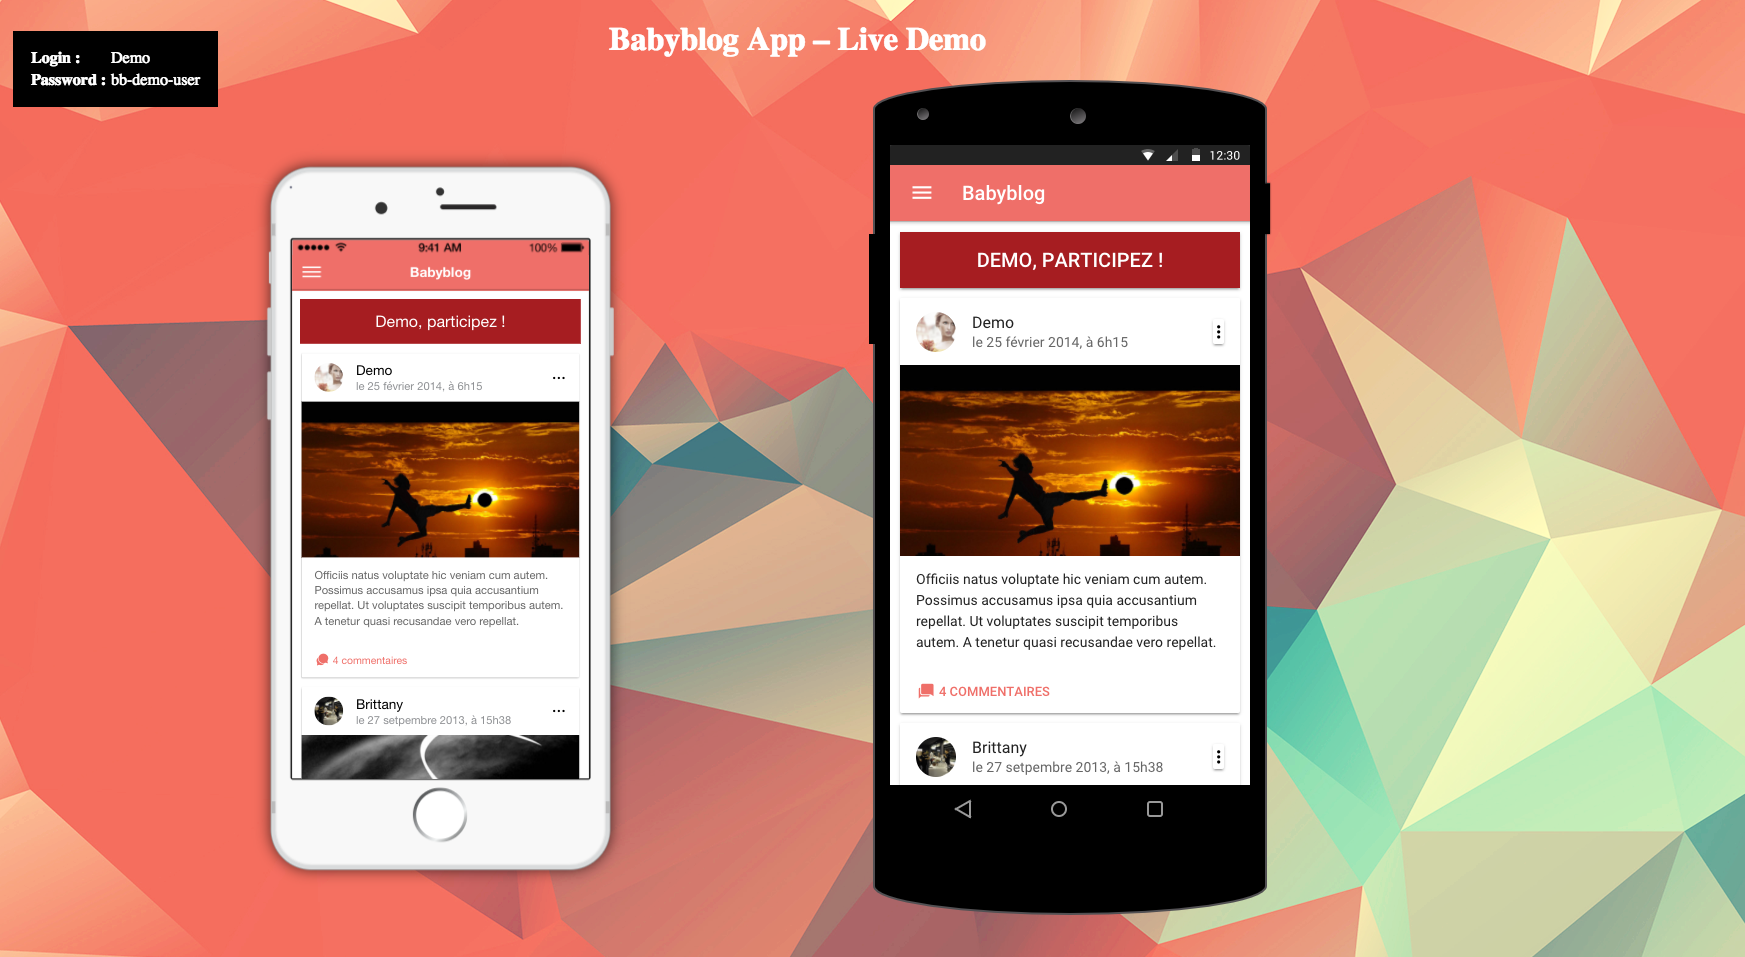 Babyblog App – Live Demo
Login : Demo
Password : bb-demo-user
9:41 AM 100%
Babyblog
Demo, participez !
Demo
le 25 février 2014, à 6h15
Officiis natus voluptate hic veniam cum autem.
Possimus accusamus ipsa quia accusantium
repellat. Ut voluptates suscipit temporibus autem.
A tenetur quasi recusandae vero repellat.
4 commentaires
Brittany
le 27 setpembre 2013, à 15h38
12:30
Babyblog
DEMO, PARTICIPEZ !
Demo
le 25 février 2014, à 6h15
Officiis natus voluptate hic veniam cum autem.
Possimus accusamus ipsa quia accusantium
repellat. Ut voluptates suscipit temporibus
autem. A tenetur quasi recusandae vero repellat.
4 COMMENTAIRES
Brittany
le 27 setpembre 2013, à 15h38